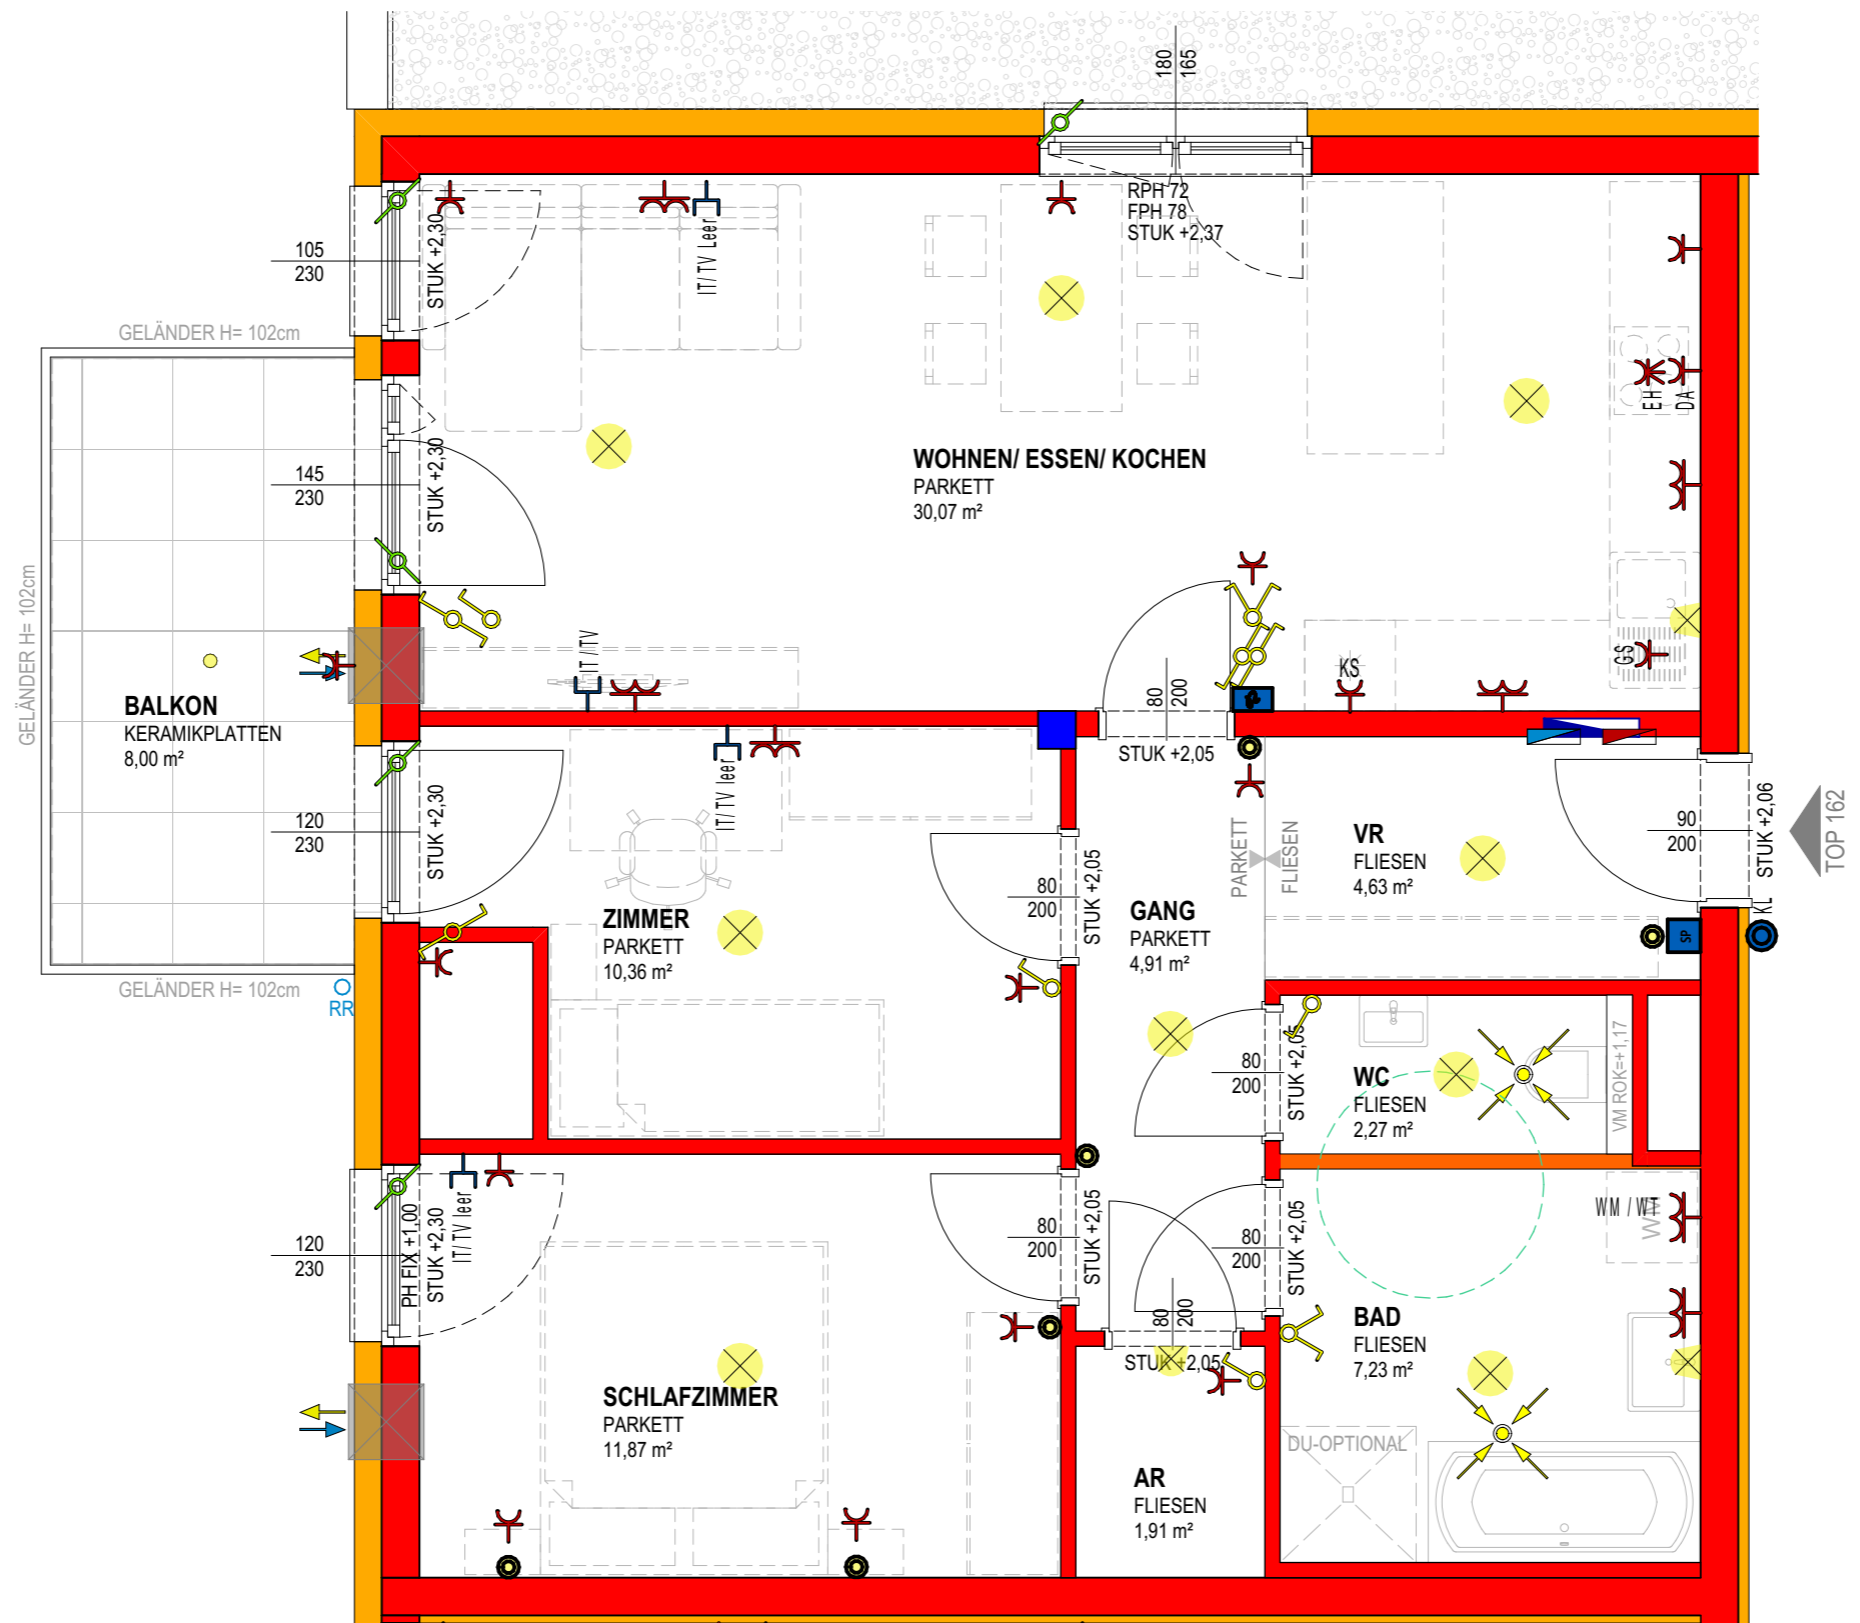 180
165
RPH 72
FPH 78
STUK +2,37
105
230
STUK +2,30
IT/TV Leer
GELÄNDER H= 102cm
EH
DA
145
230
STUK +2,30
WOHNEN/ ESSEN/ KOCHEN
PARKETT
30,07 m²
GELÄNDER H= 102cm
IT/TV
KS
GS
BALKON
KERAMIKPLATTEN
8,00 m²
80
200
STUK +2,05
IT/TV leer
120
230
STUK +2,30
PARKETT
FLIESEN
VR
FLIESEN
4,63 m²
90
200
STUK +2,06
TOP 162
KL
SP
ZIMMER
PARKETT
10,36 m²
80
200
STUK +2,05
GANG
PARKETT
4,91 m²
GELÄNDER H= 102cm
RR
80
200
STUK +2,05
WC
FLIESEN
2,27 m²
VM ROK=+1,17
120
230
PH FIX +1,00
STUK +2,30
IT/TV leer
80
200
STUK +2,05
80
200
STUK +2,05
WM / WT
WM
80
200
STUK +2,05
BAD
FLIESEN
7,23 m²
SCHLAFZIMMER
PARKETT
11,87 m²
DU-OPTIONAL
AR
FLIESEN
1,91 m²